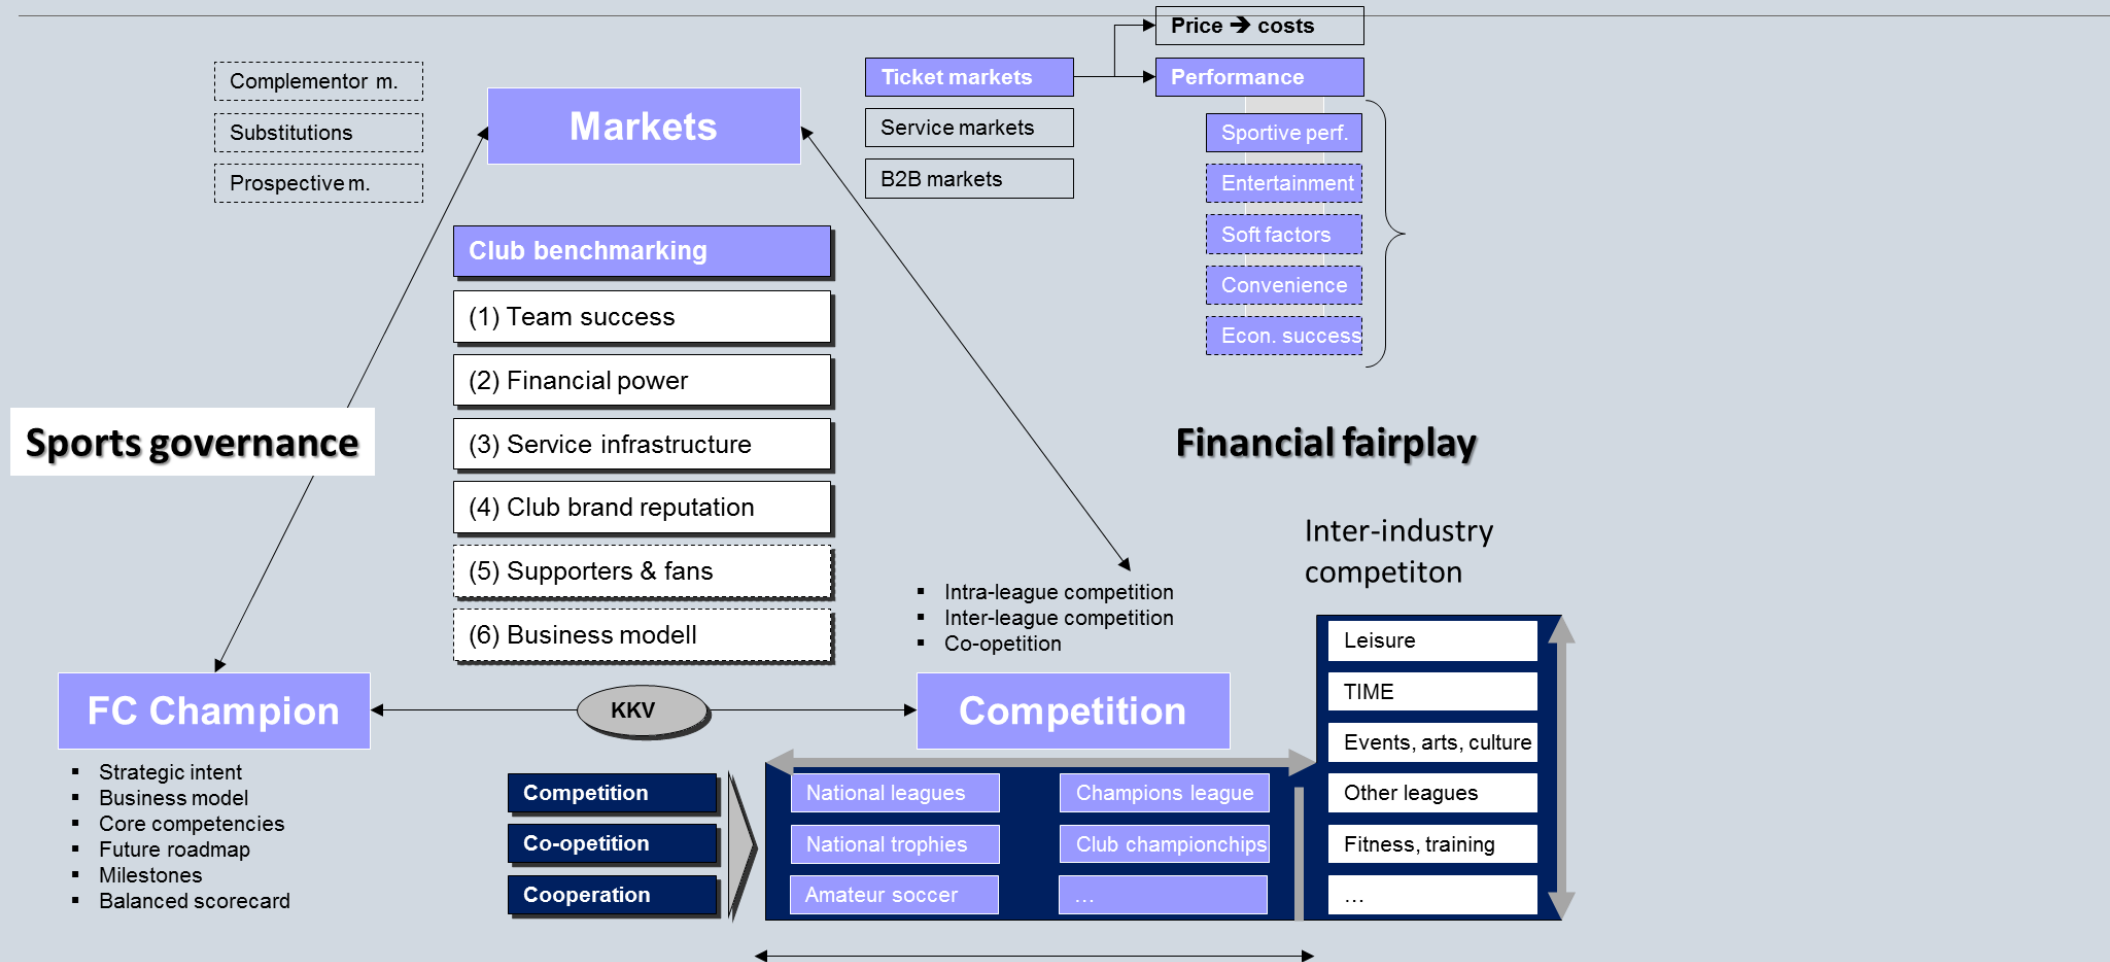 Price ➔ costs
Complementor m.
Substitutions
Prospective m.
Markets
Ticket markets
Service markets
B2B markets
Performance
Sportive perf.
Entertainment
Soft factors
Convenience
Econ. success
Club benchmarking
(1) Team success
(2) Financial power
(3) Service infrastructure
(4) Club brand reputation
(5) Supporters & fans
(6) Business modell
Sports governance
Financial fairplay
Inter-industry
competiton
▪ Intra-league competition
▪ Inter-league competition
▪ Co-opetition
FC Champion
KKV
Competition
▪ Strategic intent
▪ Business model
▪ Core competencies
▪ Future roadmap
▪ Milestones
▪ Balanced scorecard
Competition
Co-opetition
Cooperation
National leagues
National trophies
Amateur soccer
Champions league
Club championchips
...
Leisure
TIME
Events, arts, culture
Other leagues
Fitness, training
...